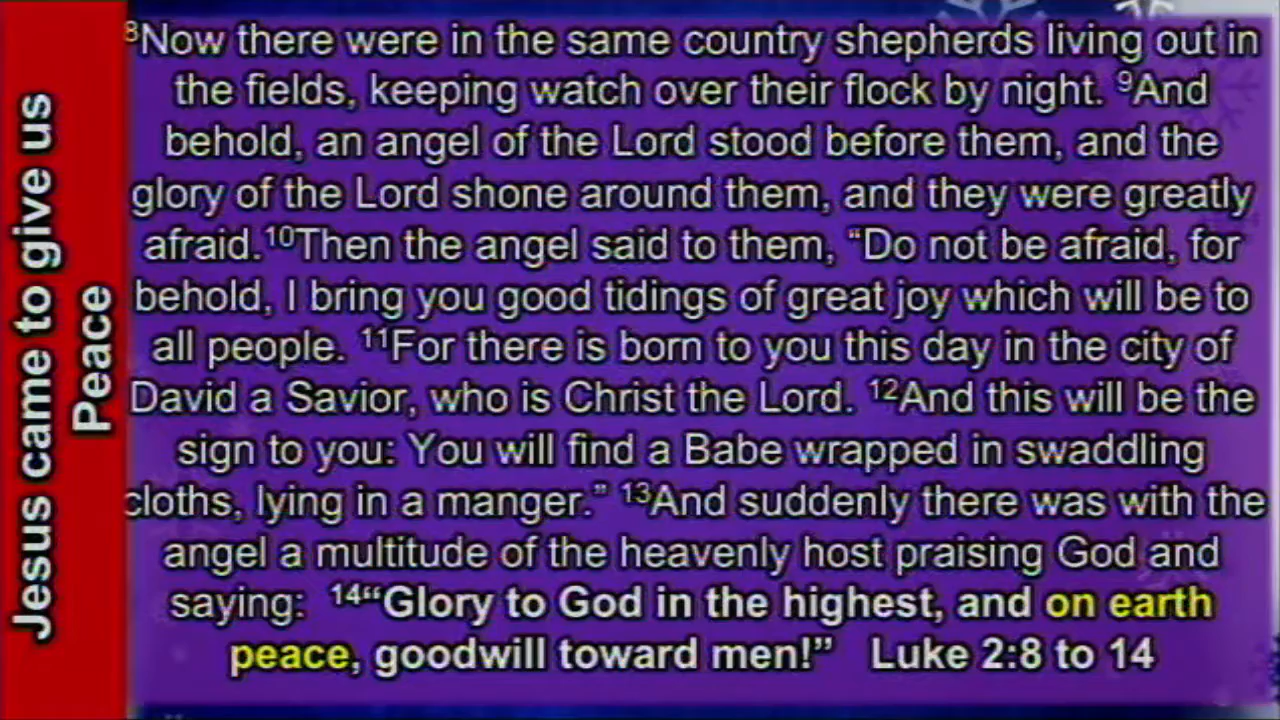 Jesus came to give us
Peace
⁸Now there were in the same country shepherds living out in
the fields, keeping watch over their flock by night. ⁹And
behold, an angel of the Lord stood before them, and the
glory of the Lord shone around them, and they were greatly
afraid.¹⁰Then the angel said to them, “Do not be afraid, for
behold, I bring you good tidings of great joy which will be to
all people. ¹¹For there is born to you this day in the city of
David a Savior, who is Christ the Lord. ¹²And this will be the
sign to you: You will find a Babe wrapped in swaddling
cloths, lying in a manger.” ¹³And suddenly there was with the
angel a multitude of the heavenly host praising God and
saying: ¹⁴“Glory to God in the highest, and on earth
peace, goodwill toward men!” Luke 2:8 to 14